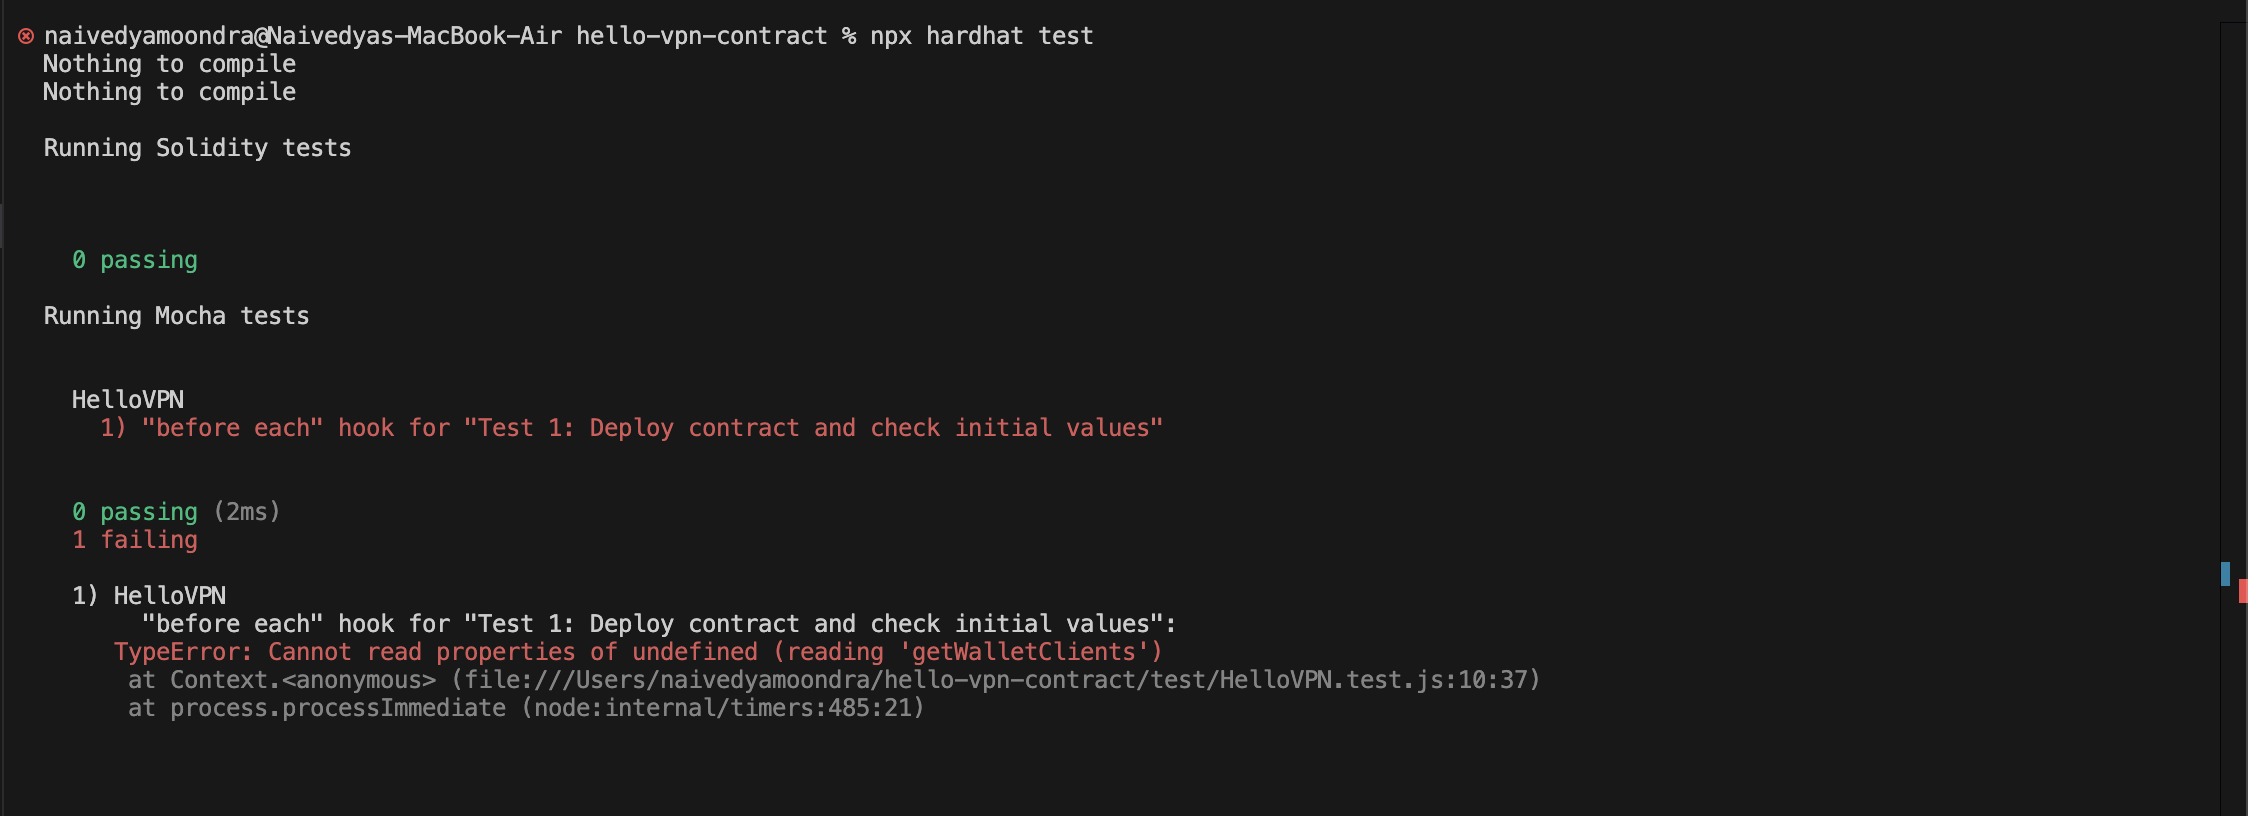 naivedyamoondra@Naivedyas-MacBook-Air hello-vpn-contract % npx hardhat test
Nothing to compile
Nothing to compile
Running Solidity tests
0 passing
Running Mocha tests
HelloVPN
1) "before each" hook for "Test 1: Deploy contract and check initial values"
0 passing (2ms)
1 failing
1) HelloVPN
"before each" hook for "Test 1: Deploy contract and check initial values":
TypeError: Cannot read properties of undefined (reading 'getWalletClients')
at Context.<anonymous> (file:///Users/naivedyamoondra/hello-vpn-contract/test/HelloVPN.test.js:10:37)
at process.processImmediate (node:internal/timers:485:21)